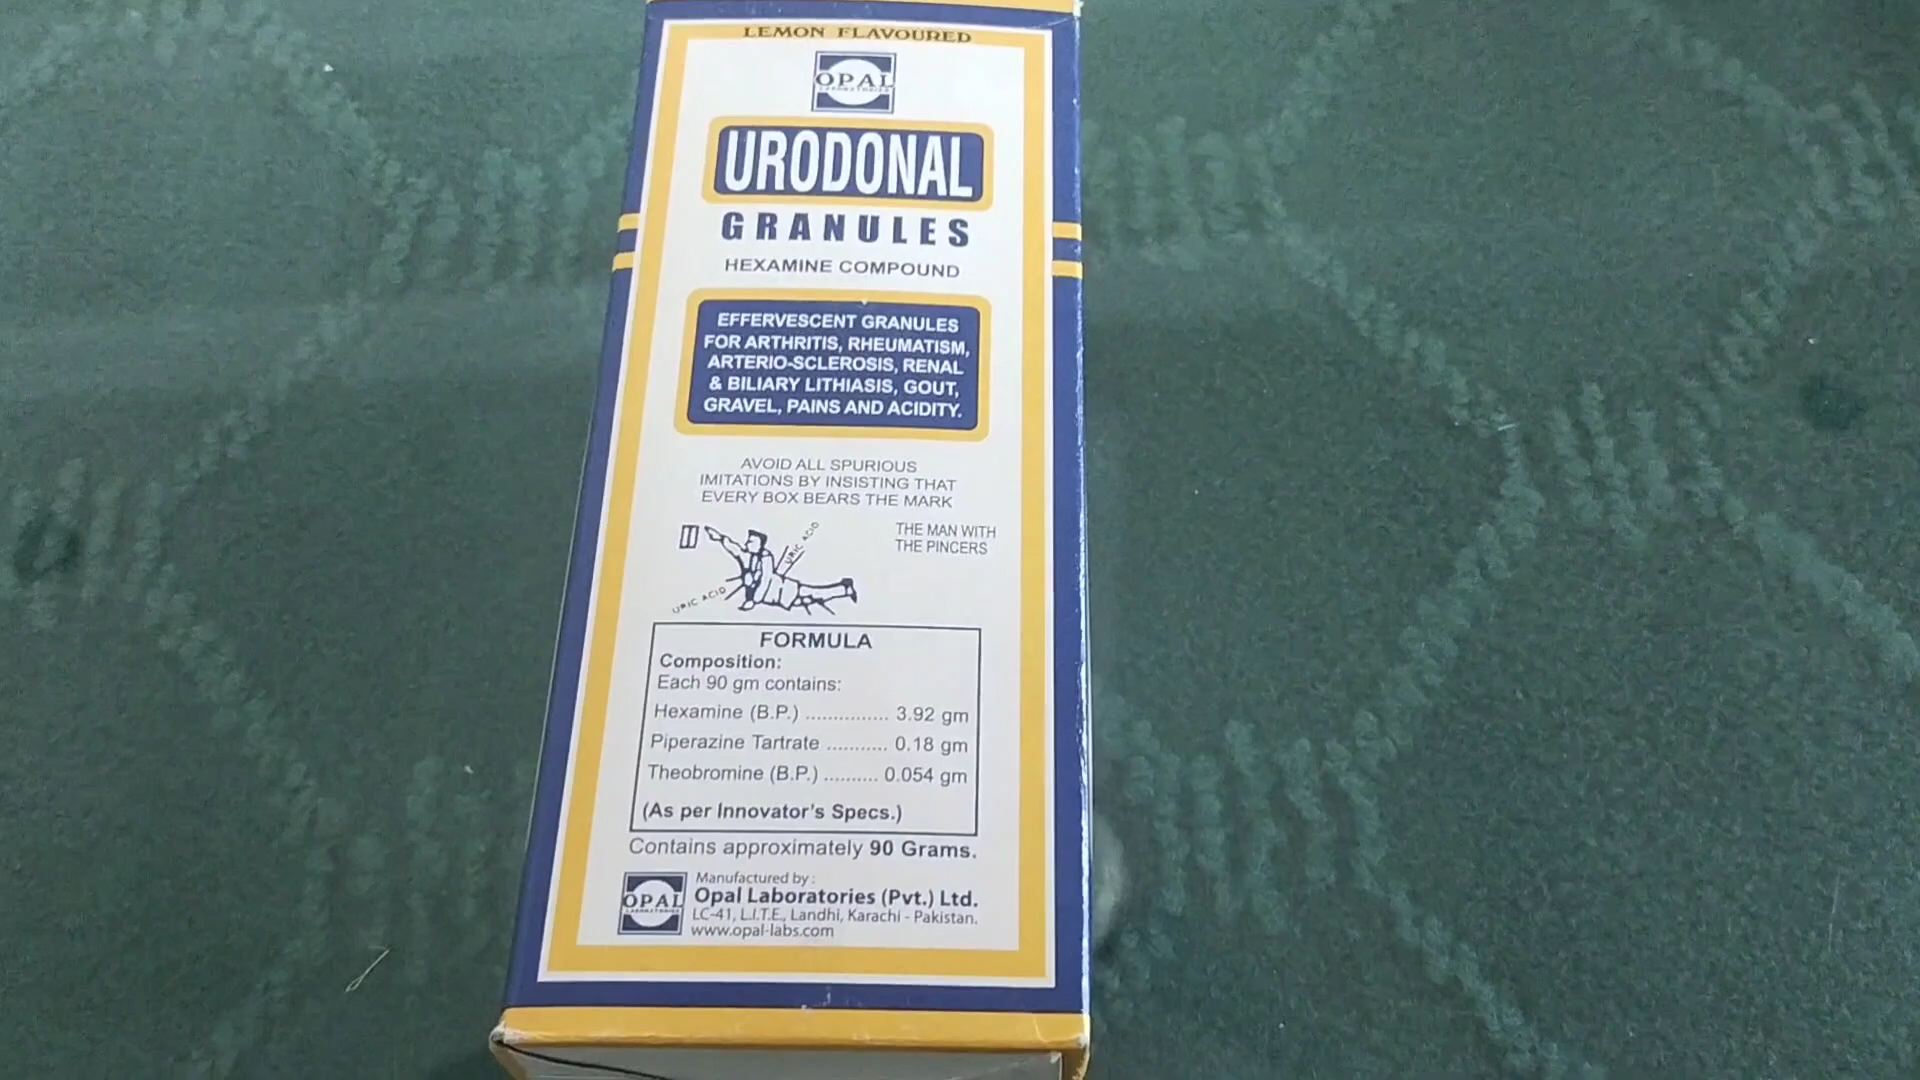 LEMON FLAVOURED
OPAL
LABORATORIES
URODONAL
GRANULES
HEXAMINE COMPOUND
EFFERVESCENT GRANULES
FOR ARTHRITIS, RHEUMATISM,
ARTERIO-SCLEROSIS, RENAL
& BILIARY LITHIASIS, GOUT,
GRAVEL, PAINS AND ACIDITY.
AVOID ALL SPURIOUS
IMITATIONS BY INSISTING THAT
EVERY BOX BEARS THE MARK
THE MAN WITH
THE PINCERS
URIC ACID
URIC ACID
FORMULA
Composition:
Each 90 gm contains:
Hexamine (B.P.) ............... 3.92 gm
Piperazine Tartrate ........... 0.18 gm
Theobromine (B.P.) .......... 0.054 gm
(As per Innovator's Specs.)
Contains approximately 90 Grams.
OPAL
LABORATORIES
Manufactured by :
Opal Laboratories (Pvt.) Ltd.
LC-41, L.I.T.E., Landhi, Karachi - Pakistan.
www.opal-labs.com